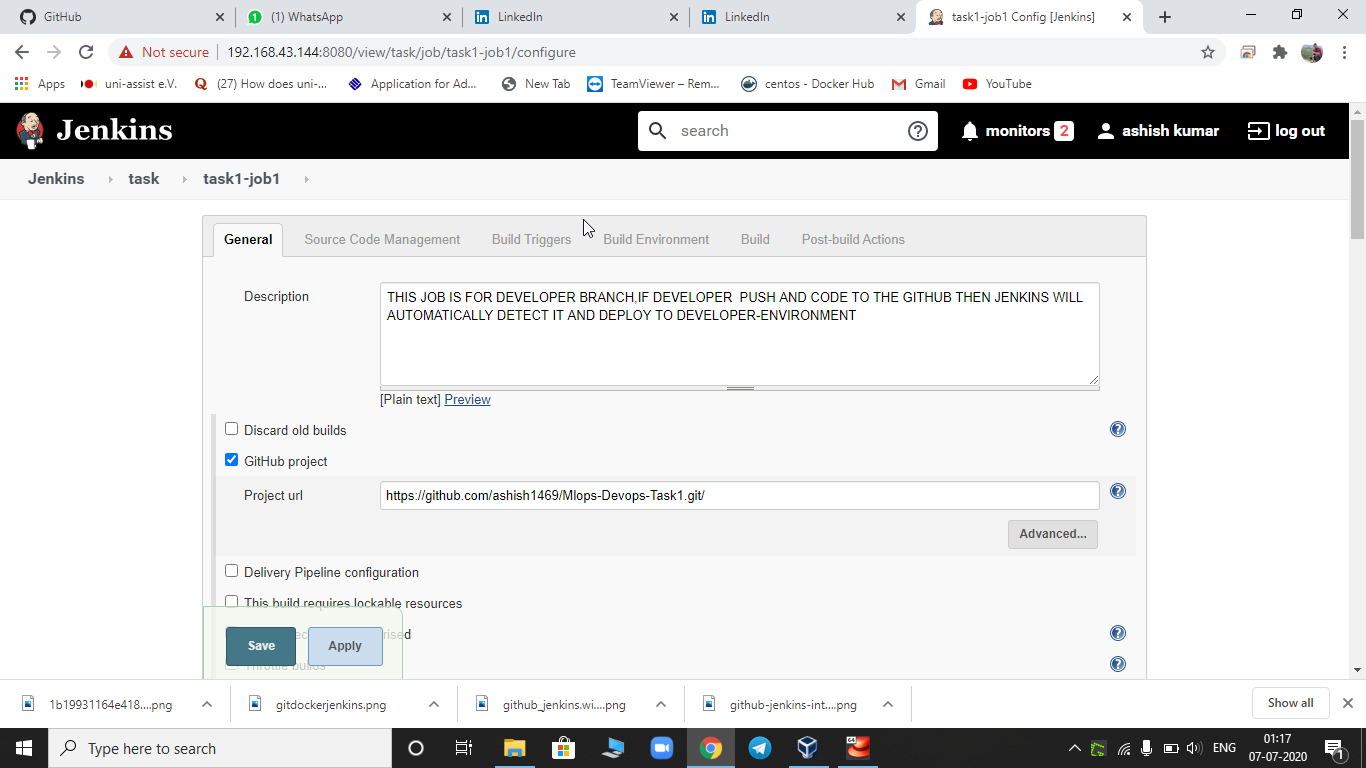 GitHub
(1) WhatsApp
LinkedIn
LinkedIn
task1-job1 Config [Jenkins]
Not secure
192.168.43.144:8080/view/task/job/task1-job1/configure
Apps
uni-assist e.V.
(27) How does uni-...
Application for Ad...
New Tab
TeamViewer – Rem...
centos - Docker Hub
Gmail
YouTube
Jenkins
search
monitors 2
ashish kumar
log out
Jenkins
task
task1-job1
General
Source Code Management
Build Triggers
Build Environment
Build
Post-build Actions
Description
THIS JOB IS FOR DEVELOPER BRANCH,IF DEVELOPER  PUSH AND CODE TO THE GITHUB THEN JENKINS WILL
AUTOMATICALLY DETECT IT AND DEPLOY TO DEVELOPER-ENVIRONMENT
[Plain text] Preview
Discard old builds
GitHub project
Project url
https://github.com/ashish1469/Mlops-Devops-Task1.git/
Advanced...
Delivery Pipeline configuration
This build requires lockable resources
Throttle builds
Save
Apply
1b19931164e418....png
gitdockerjenkins.png
github_jenkins.wi....png
github-jenkins-int....png
Show all
Type here to search
ENG
01:17
07-07-2020
1